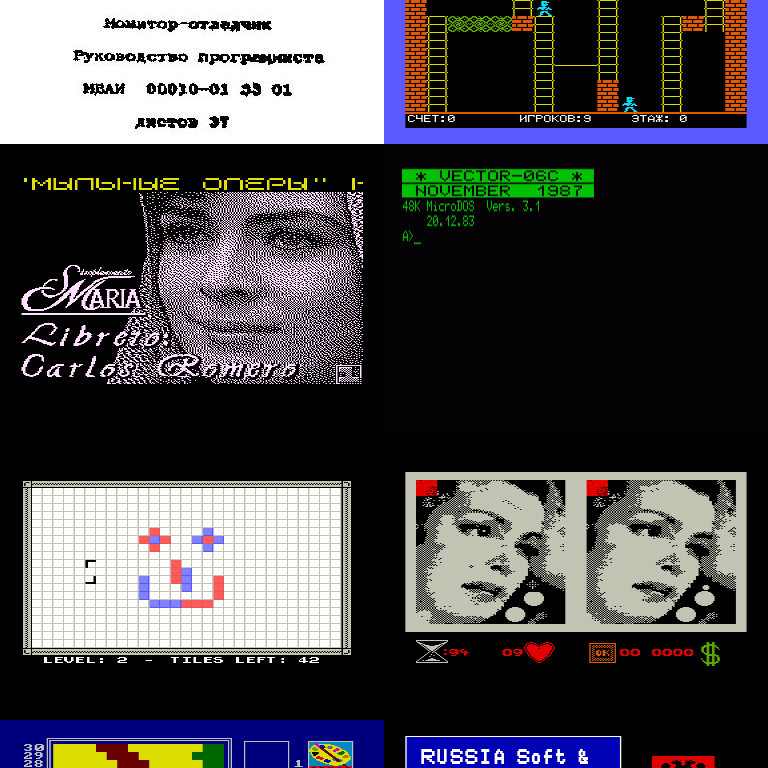 Монитор-отладчик
Руководство программиста
МБАИ 00010-01 33 01
листов 37
СЧЕТ:0 ИГРОКОВ:9 ЭТАЖ: 0
"МЫЛЬНЫЕ ОПЕРЫ"
Simplemente
MARIA
Libreto:
Carlos Romero
* VECTOR-06C *
NOVEMBER 1987
48K MicroDOS Vers. 3.1
20.12.83
A>_
LEVEL: 2 - TILES LEFT: 42
:94 09 OK 00 0000 $
30
29
28
1
RUSSIA Soft &